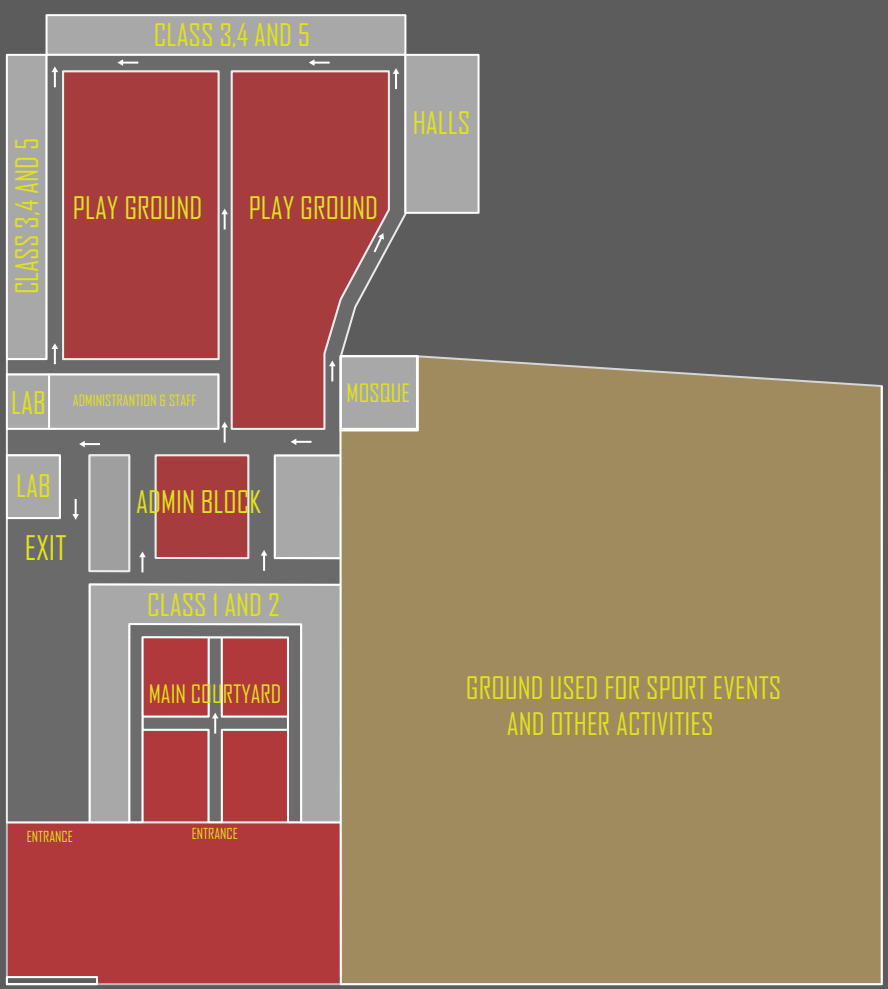 CLASS 3,4 AND 5
HALLS
CLASS 3,4 AND 5
PLAY GROUND
PLAY GROUND
MOSQUE
LAB
ADMINISTRANTION & STAFF
LAB
ADMIN BLOCK
EXIT
CLASS 1 AND 2
MAIN COURTYARD
GROUND USED FOR SPORT EVENTS
AND OTHER ACTIVITIES
ENTRANCE
ENTRANCE